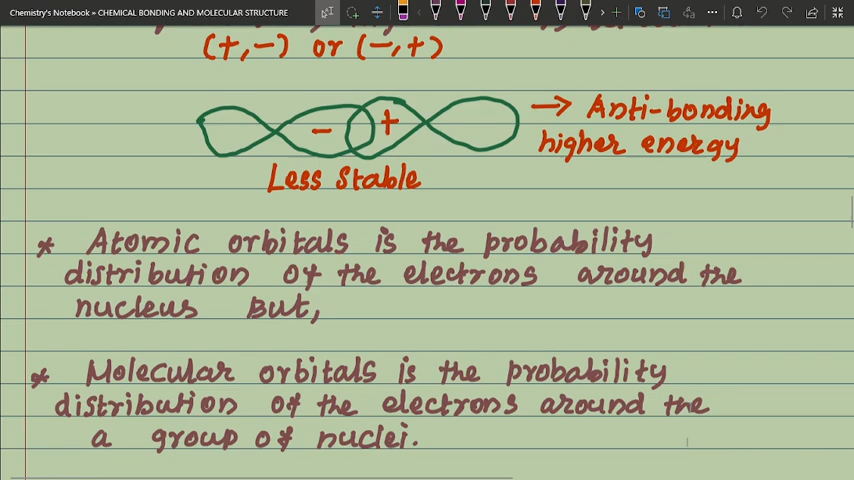 Chemistry's Notebook » CHEMICAL BONDING AND MOLECULAR STRUCTURE
(+,-) or (-,+)
- +
→ Anti-bonding
higher energy
Less Stable
* Atomic orbitals is the probability
distribution of the electrons around the
nucleus But,
* Molecular orbitals is the probability
distribution of the electrons around the
a group of nuclei.